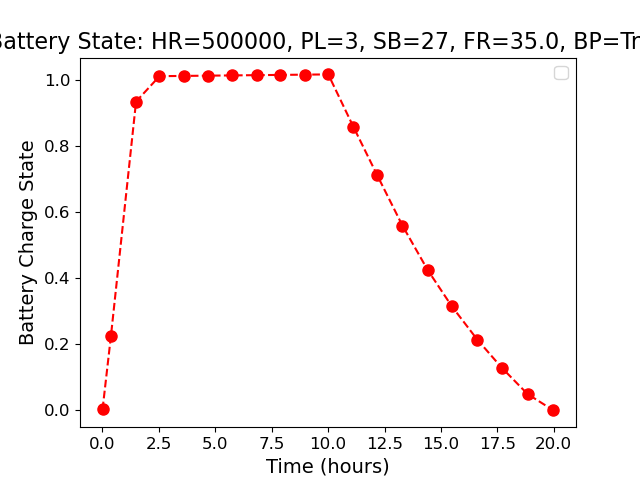 Battery State: HR=500000, PL=3, SB=27, FR=35.0, BP=
1.0
0.8
0.6
0.4
0.2
0.0
Battery Charge State
0.0 2.5 5.0 7.5 10.0 12.5 15.0 17.5 20.0
Time (hours)